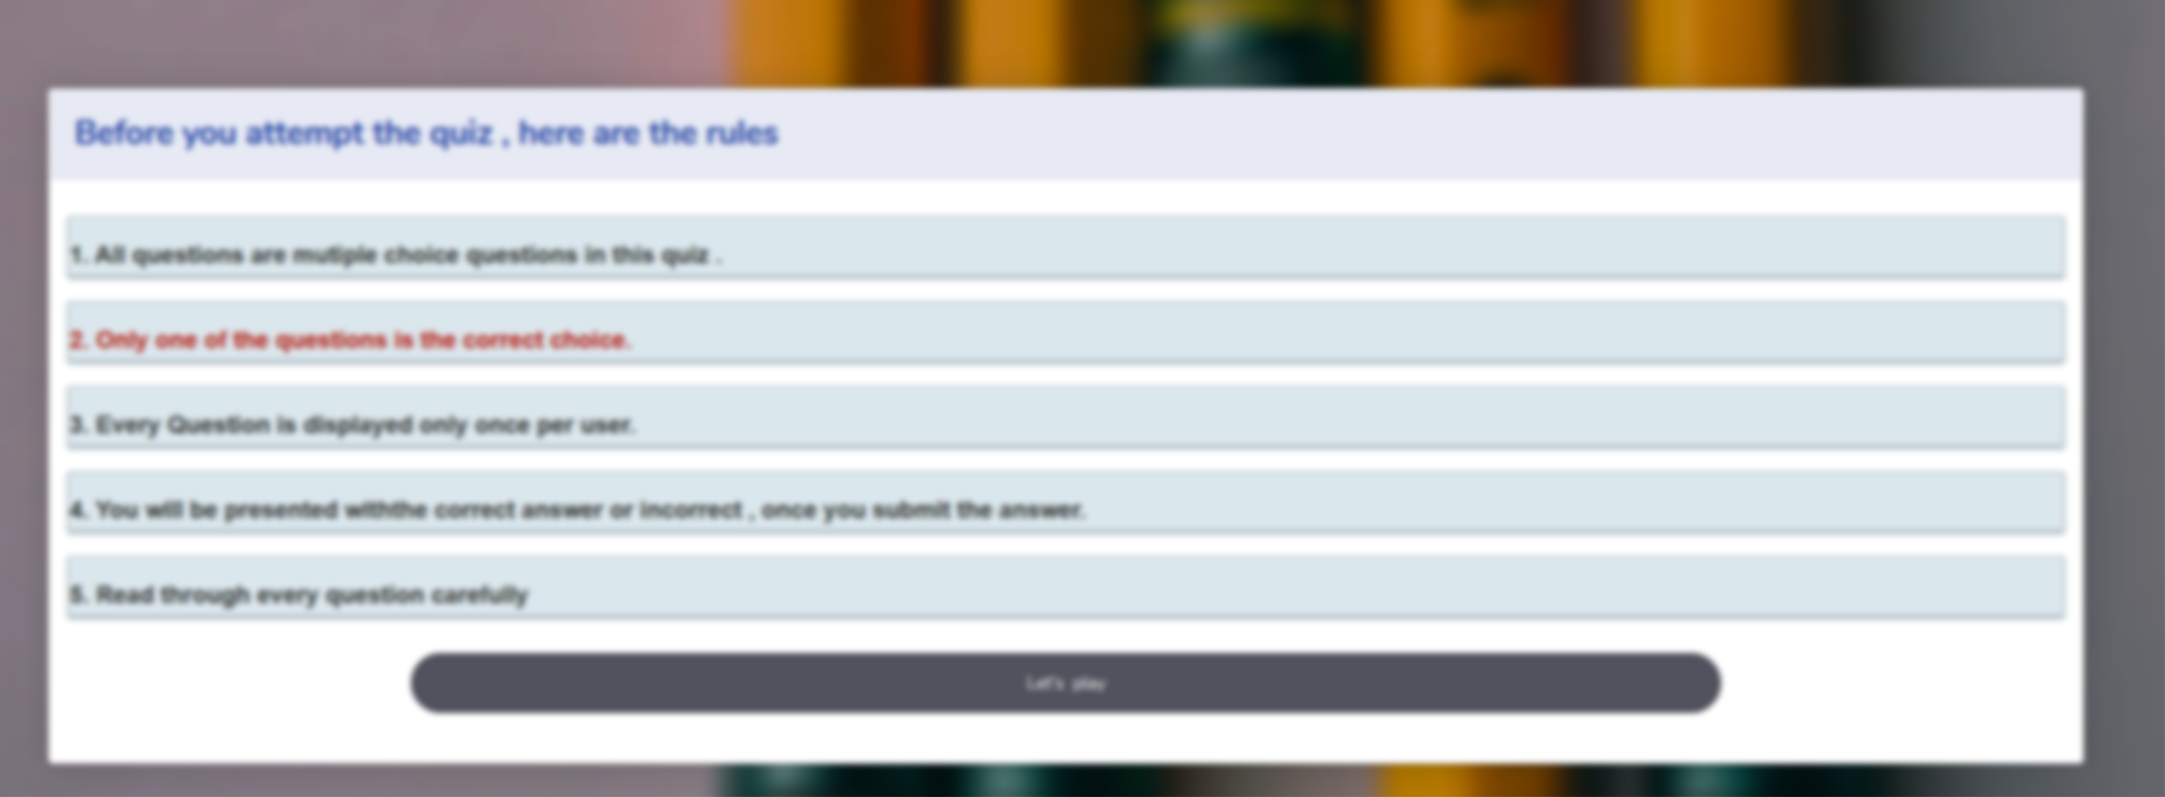 Before you attempt the quiz , here are the rules
1. All questions are mutiple choice questions in this quiz .
2. Only one of the questions is the correct choice.
3. Every Question is displayed only once per user.
4. You will be presented withthe correct answer or incorrect , once you submit the answer.
5. Read through every question carefully
Let's play